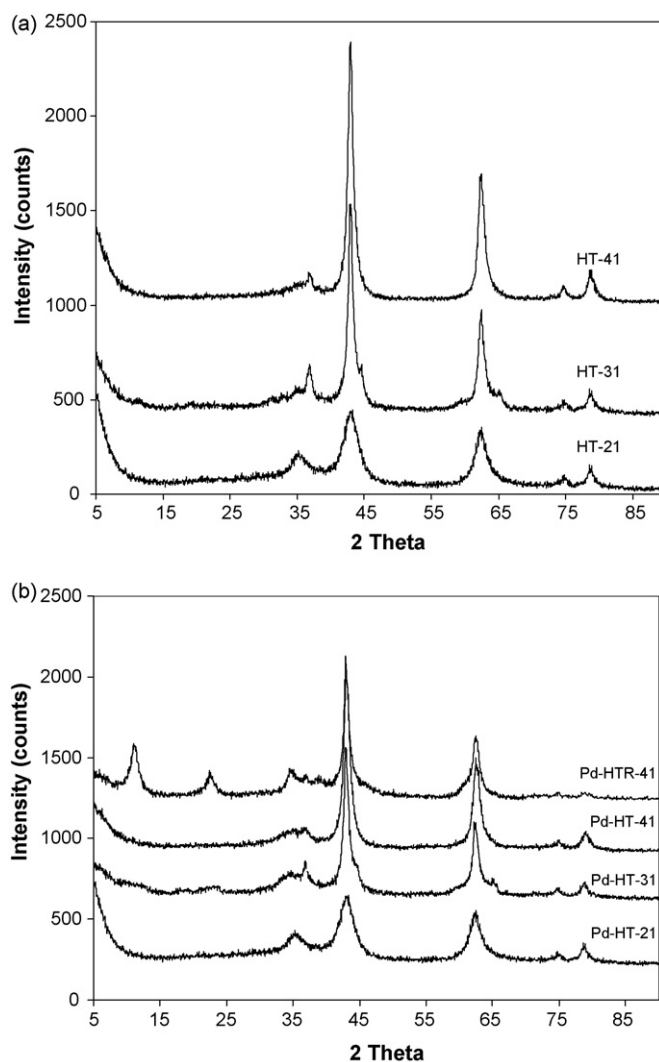 (a)
2500
2000
1500
1000
500
0
Intensity (counts)
HT-41
HT-31
HT-21
5 15 25 35 45 55 65 75 85
2 Theta
(b)
2500
2000
1500
1000
500
0
Intensity (counts)
Pd-HTR-41
Pd-HT-41
Pd-HT-31
Pd-HT-21
5 15 25 35 45 55 65 75 85
2 Theta